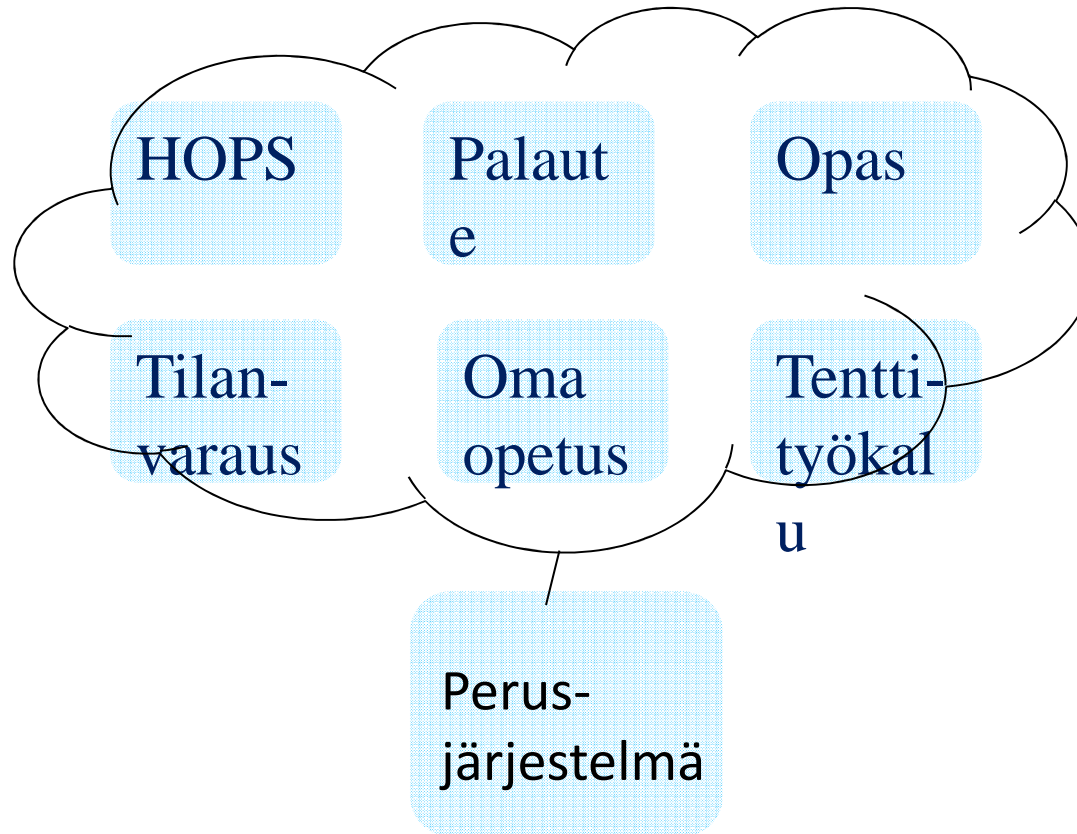 HOPS
Palaut
e
Opas
Tilan-
varaus
Oma
opetus
Tentti-
työkal
u
Perus-
järjestelmä